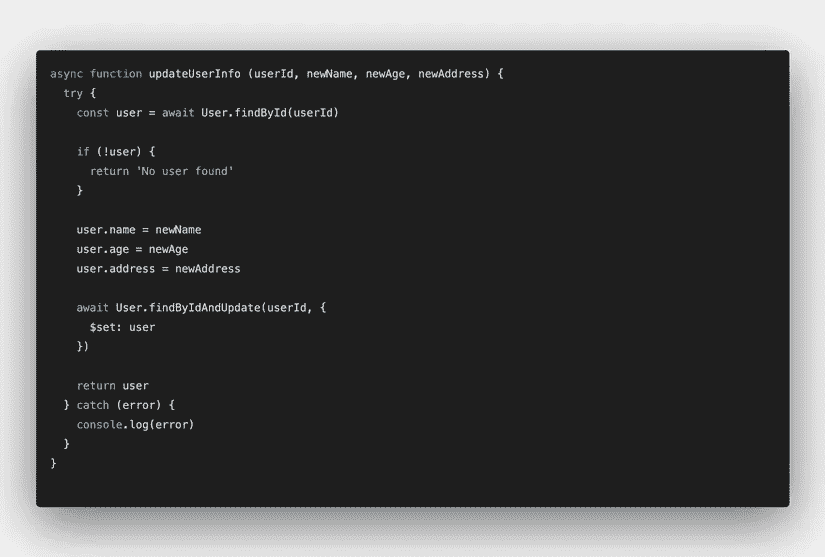 async function updateUserInfo (userId, newName, newAge, newAddress) {
  try {
    const user = await User.findById(userId)

    if (!user) {
      return 'No user found'
    }

    user.name = newName
    user.age = newAge
    user.address = newAddress

    await User.findByIdAndUpdate(userId, {
      $set: user
    })

    return user
  } catch (error) {
    console.log(error)
  }
}